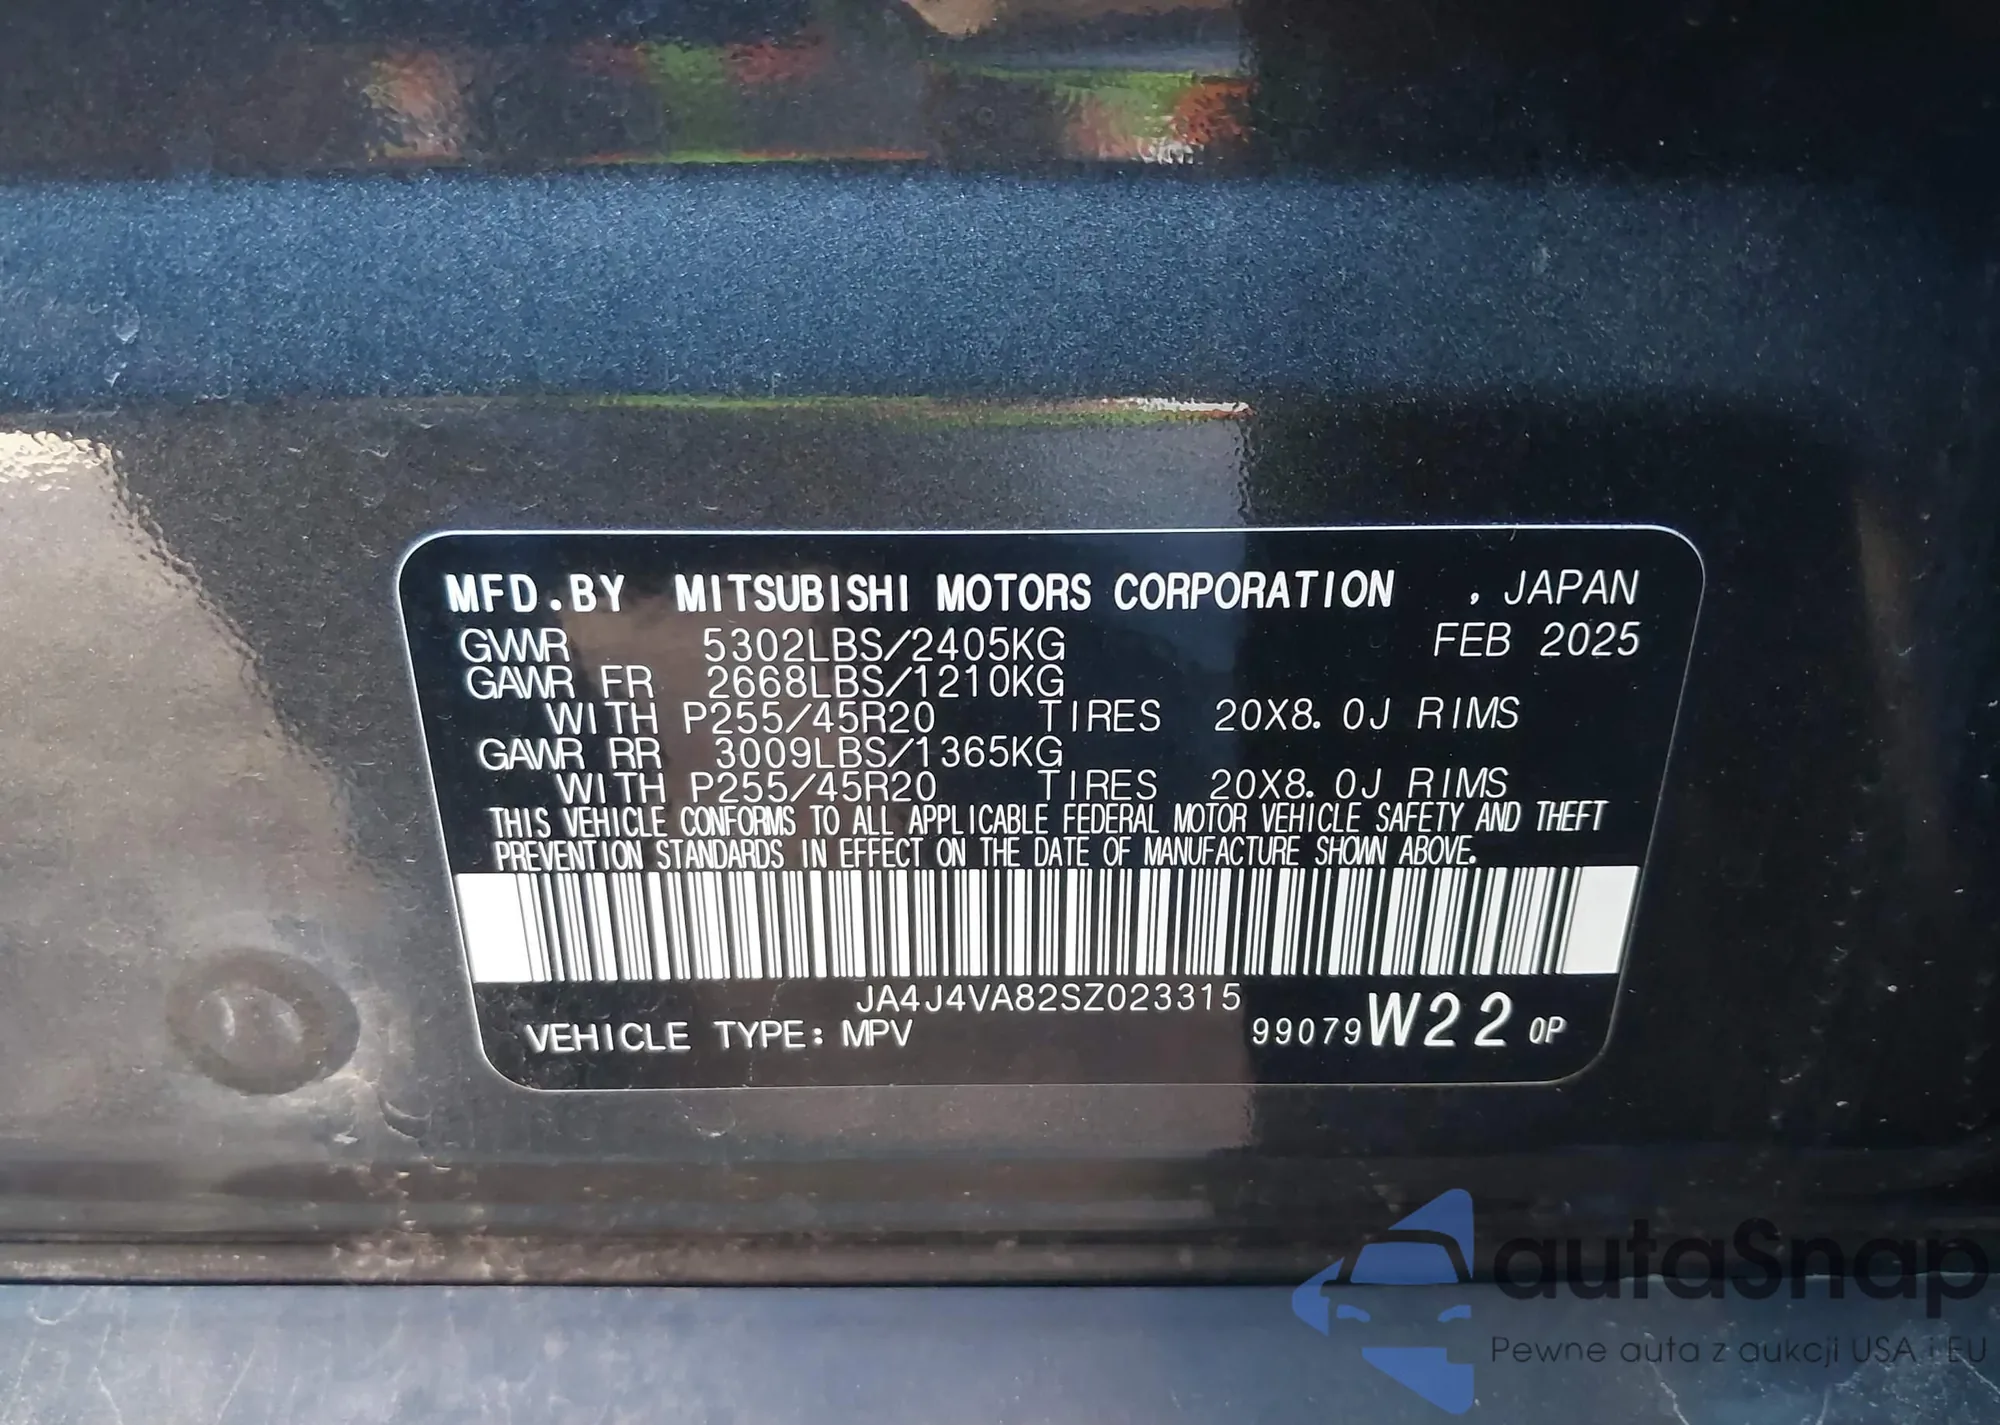 MFD.BY MITSUBISHI MOTORS CORPORATION , JAPAN
GVWR 5302LBS/2405KG FEB 2025
GAWR FR 2668LBS/1210KG
WITH P255/45R20 TIRES 20X8.0J RIMS
GAWR RR 3009LBS/1365KG
WITH P255/45R20 TIRES 20X8.0J RIMS
THIS VEHICLE CONFORMS TO ALL APPLICABLE FEDERAL MOTOR VEHICLE SAFETY AND THEFT
PREVENTION STANDARDS IN EFFECT ON THE DATE OF MANUFACTURE SHOWN ABOVE.
JA4J4VA82SZ023315
VEHICLE TYPE: MPV 99079W220P
autaSnap
Pewne auta z aukcji USA i EU